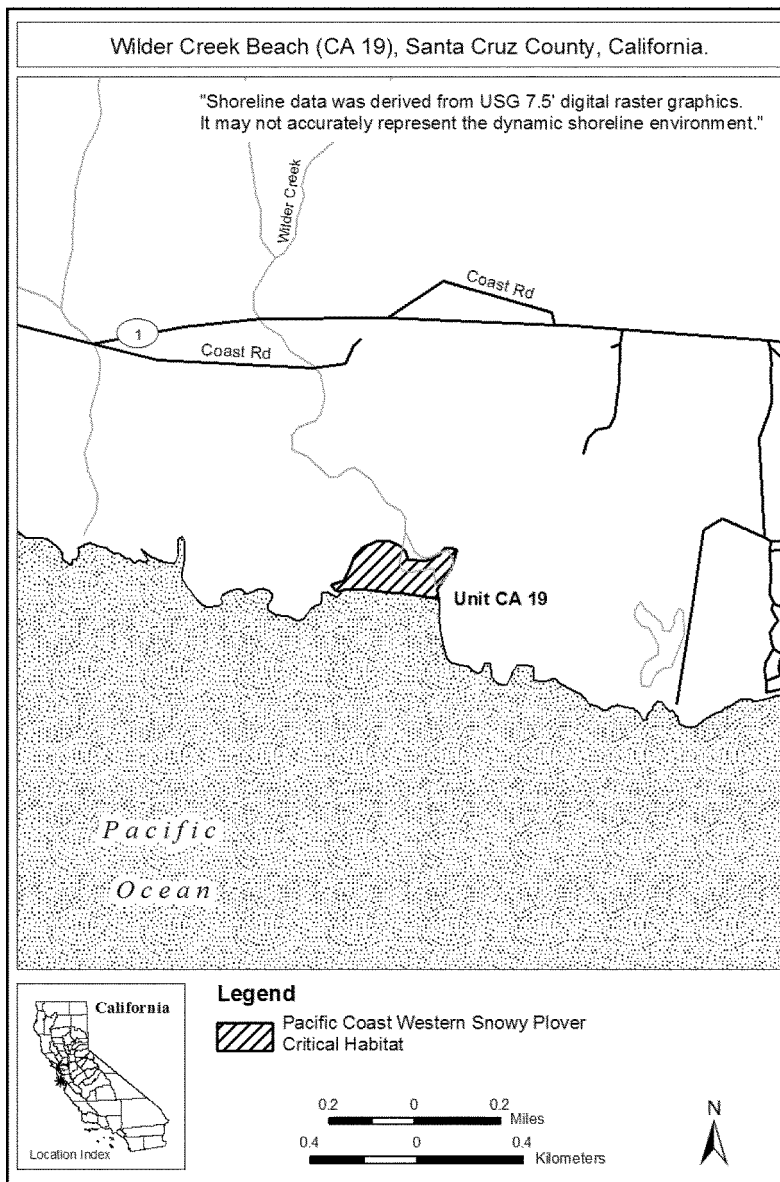 Wilder Creek Beach (CA 19), Santa Cruz County, California.
"Shoreline data was derived from USG 7.5' digital raster graphics.
It may not accurately represent the dynamic shoreline environment."
Wilder Creek
Coast Rd
1
Coast Rd
Unit CA 19
Pacific
Ocean
California
Location Index
Legend
Pacific Coast Western Snowy Plover
Critical Habitat
0.2 0 0.2
Miles
0.4 0 0.4
Kilometers
N